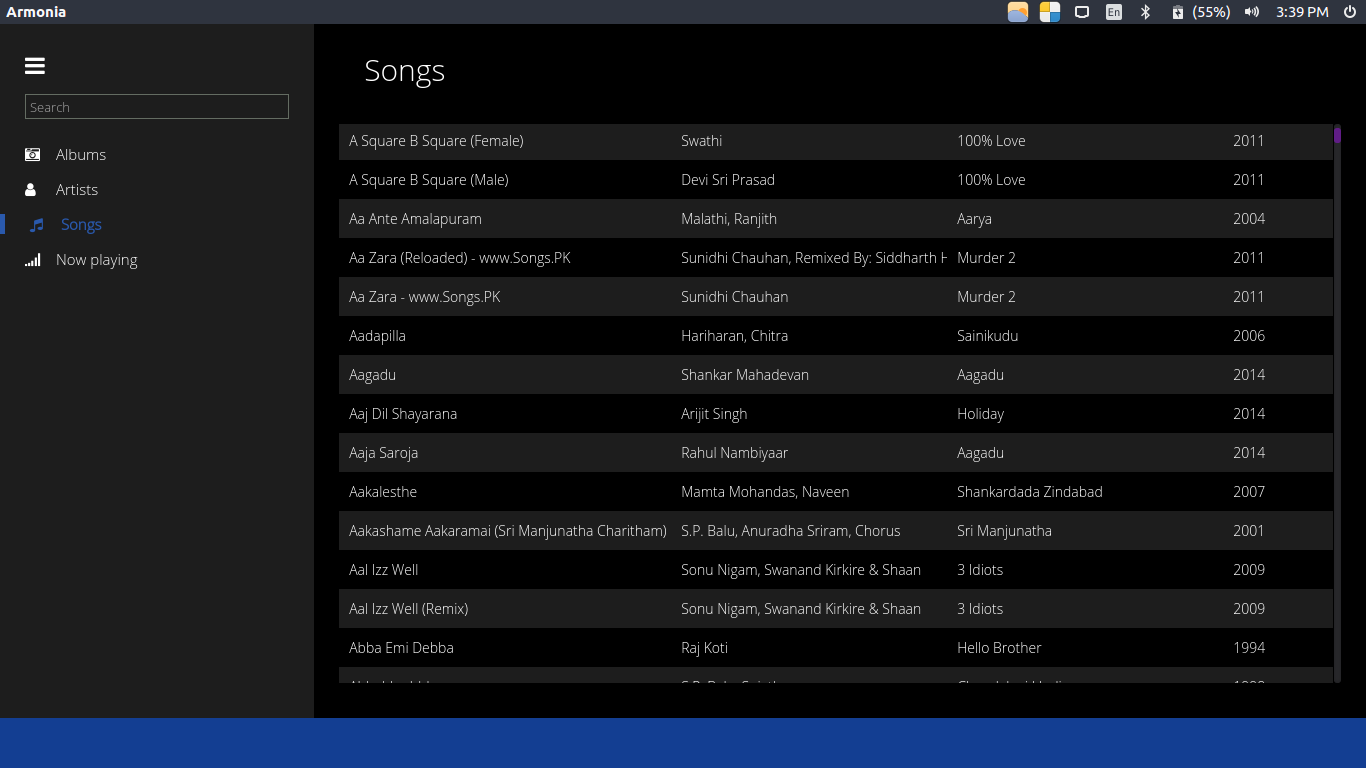 Armonia En (55%) 3:39 PM
Songs
Search
Albums
Artists
Songs
Now playing
A Square B Square (Female) Swathi 100% Love 2011
A Square B Square (Male) Devi Sri Prasad 100% Love 2011
Aa Ante Amalapuram Malathi, Ranjith Aarya 2004
Aa Zara (Reloaded) - www.Songs.PK Sunidhi Chauhan, Remixed By: Siddharth Murder 2 2011
Aa Zara - www.Songs.PK Sunidhi Chauhan Murder 2 2011
Aadapilla Hariharan, Chitra Sainikudu 2006
Aagadu Shankar Mahadevan Aagadu 2014
Aaj Dil Shayarana Arijit Singh Holiday 2014
Aaja Saroja Rahul Nambiyaar Aagadu 2014
Aakalesthe Mamta Mohandas, Naveen Shankardada Zindabad 2007
Aakashame Aakaramai (Sri Manjunatha Charitham) S.P. Balu, Anuradha Sriram, Chorus Sri Manjunatha 2001
Aal Izz Well Sonu Nigam, Swanand Kirkire & Shaan 3 Idiots 2009
Aal Izz Well (Remix) Sonu Nigam, Swanand Kirkire & Shaan 3 Idiots 2009
Abba Emi Debba Raj Koti Hello Brother 1994